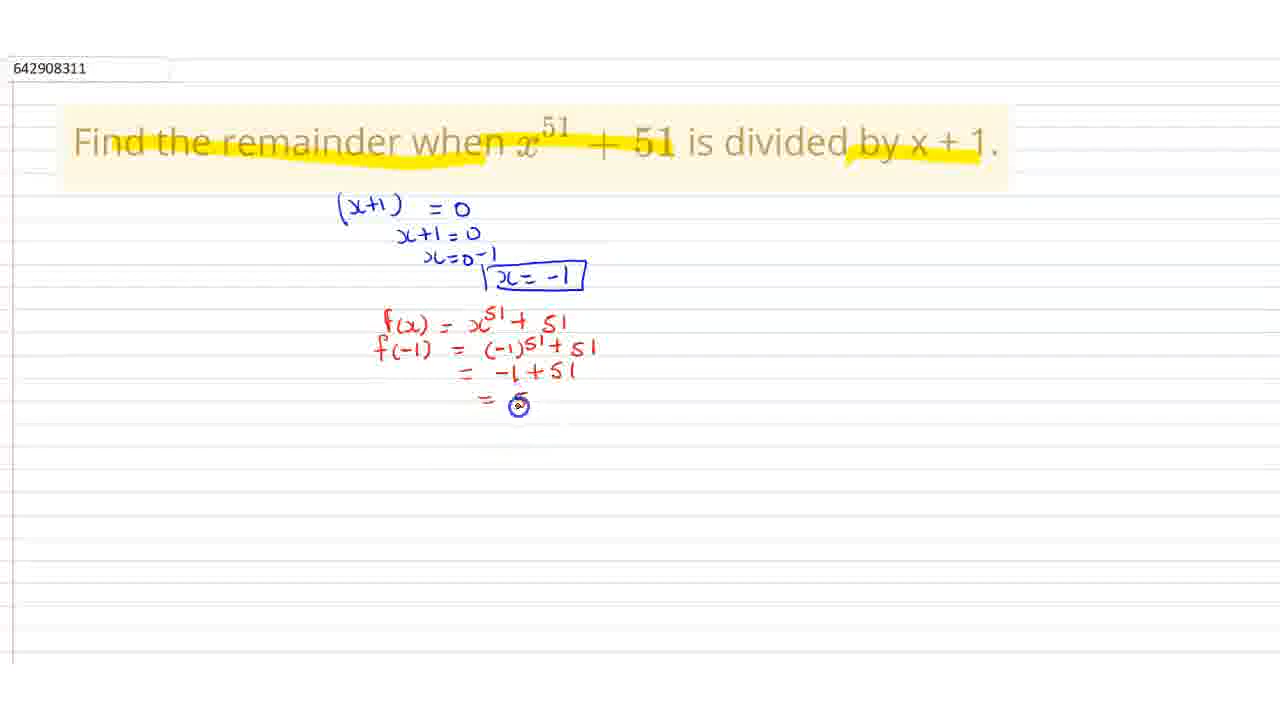 642908311
Find the remainder when x^51 + 51 is divided by x + 1.
(x+1) = 0
x+1 = 0
x = 0-1
x = -1
f(x) = x^51 + 51
f(-1) = (-1)^51 + 51
= -1 + 51
= 5